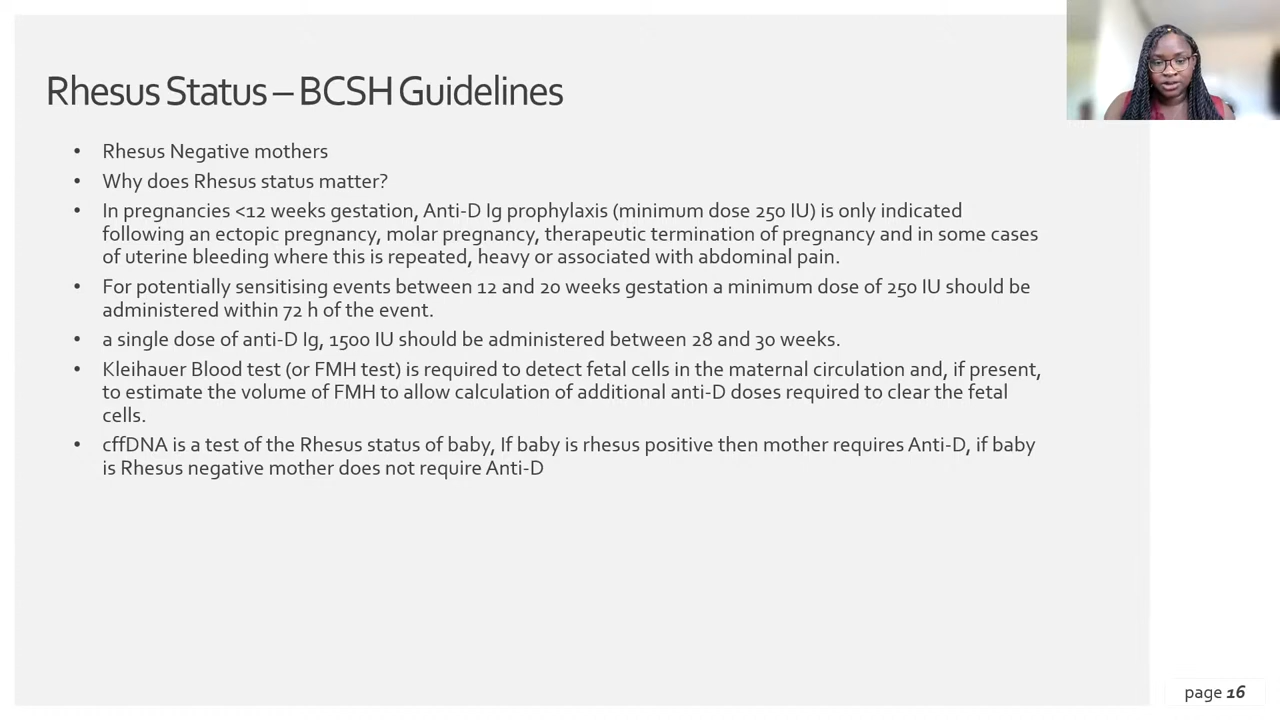 Rhesus Status – BCSH Guidelines
• Rhesus Negative mothers
• Why does Rhesus status matter?
• In pregnancies <12 weeks gestation, Anti-D Ig prophylaxis (minimum dose 250 IU) is only indicated
following an ectopic pregnancy, molar pregnancy, therapeutic termination of pregnancy and in some cases
of uterine bleeding where this is repeated, heavy or associated with abdominal pain.
• For potentially sensitising events between 12 and 20 weeks gestation a minimum dose of 250 IU should be
administered within 72 h of the event.
• a single dose of anti-D Ig, 1500 IU should be administered between 28 and 30 weeks.
• Kleihauer Blood test (or FMH test) is required to detect fetal cells in the maternal circulation and, if present,
to estimate the volume of FMH to allow calculation of additional anti-D doses required to clear the fetal
cells.
• cffDNA is a test of the Rhesus status of baby, If baby is rhesus positive then mother requires Anti-D, if baby
is Rhesus negative mother does not require Anti-D
page 16